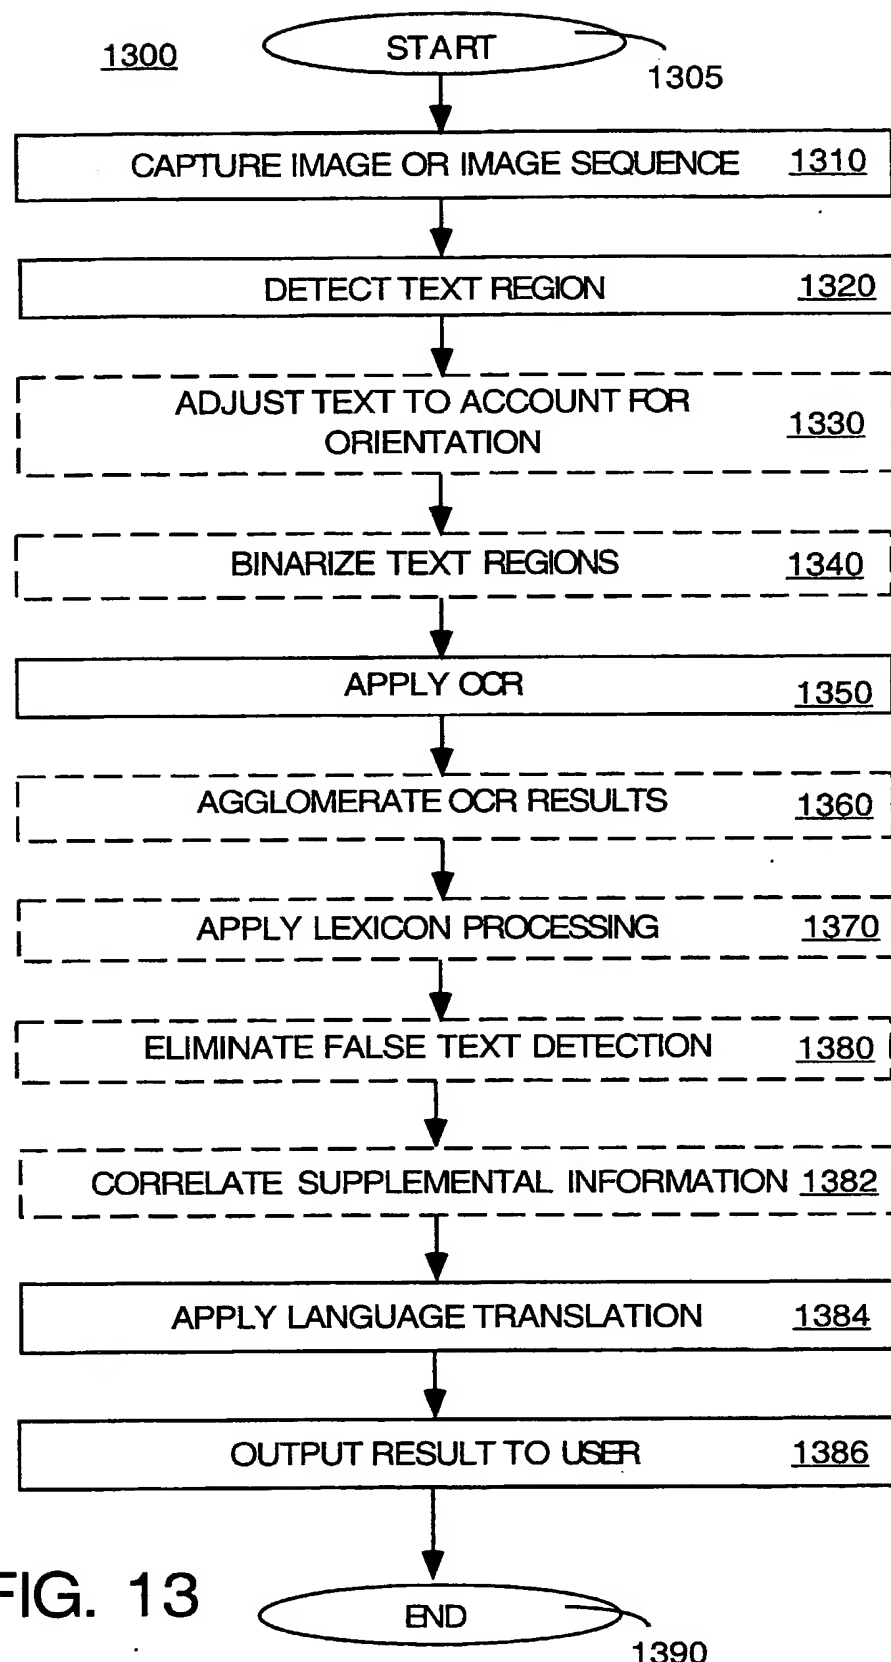 1300
START
1305
CAPTURE IMAGE OR IMAGE SEQUENCE 1310
DETECT TEXT REGION 1320
ADJUST TEXT TO ACCOUNT FOR
ORIENTATION
1330
BINARIZE TEXT REGIONS 1340
APPLY OCR 1350
AGGLOMERATE OCR RESULTS 1360
APPLY LEXICON PROCESSING 1370
ELIMINATE FALSE TEXT DETECTION 1380
CORRELATE SUPPLEMENTAL INFORMATION 1382
APPLY LANGUAGE TRANSLATION 1384
OUTPUT RESULT TO USER 1386
FIG. 13
END
1390